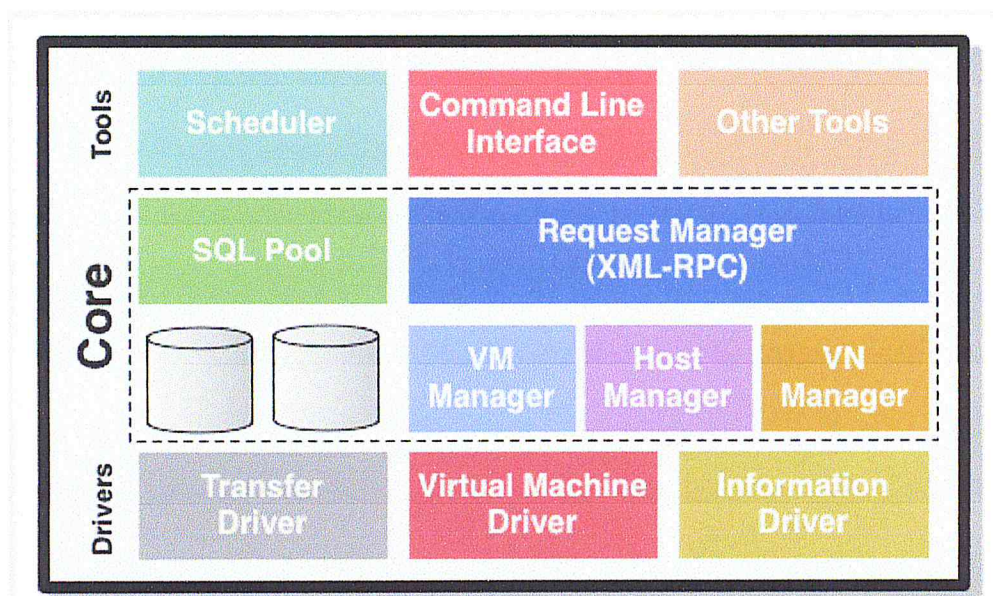 Tools
Scheduler
Command Line
Interface
Other Tools
Core
SQL Pool
Request Manager
(XML-RPC)
VM
Manager
Host
Manager
VN
Manager
Drivers
Transfer
Driver
Virtual Machine
Driver
Information
Driver